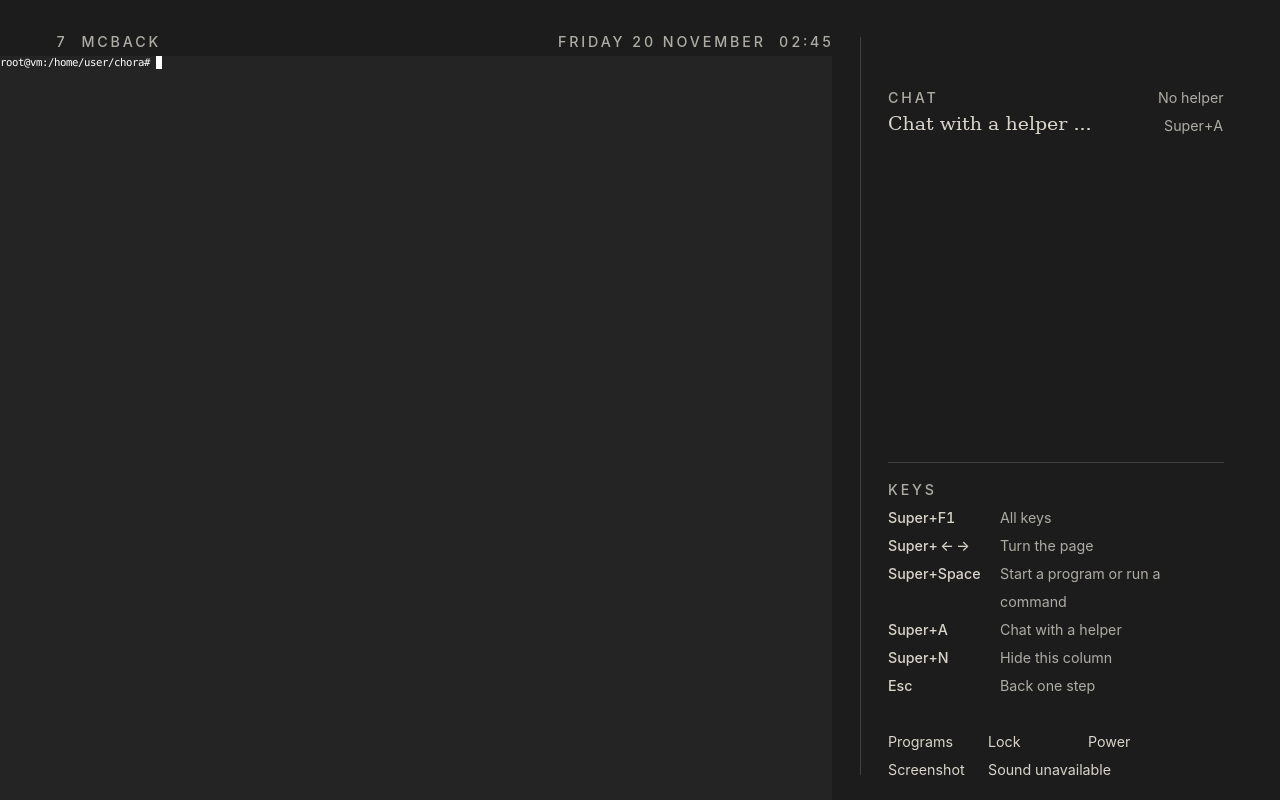 7 MCBACK
FRIDAY 20 NOVEMBER 02:45
root@vm:/home/user/chora#
CHAT
No helper
Chat with a helper ...
Super+A
KEYS
Super+F1 All keys
Super+ ← → Turn the page
Super+Space Start a program or run a
command
Super+A Chat with a helper
Super+N Hide this column
Esc Back one step
Programs Lock Power
Screenshot Sound unavailable